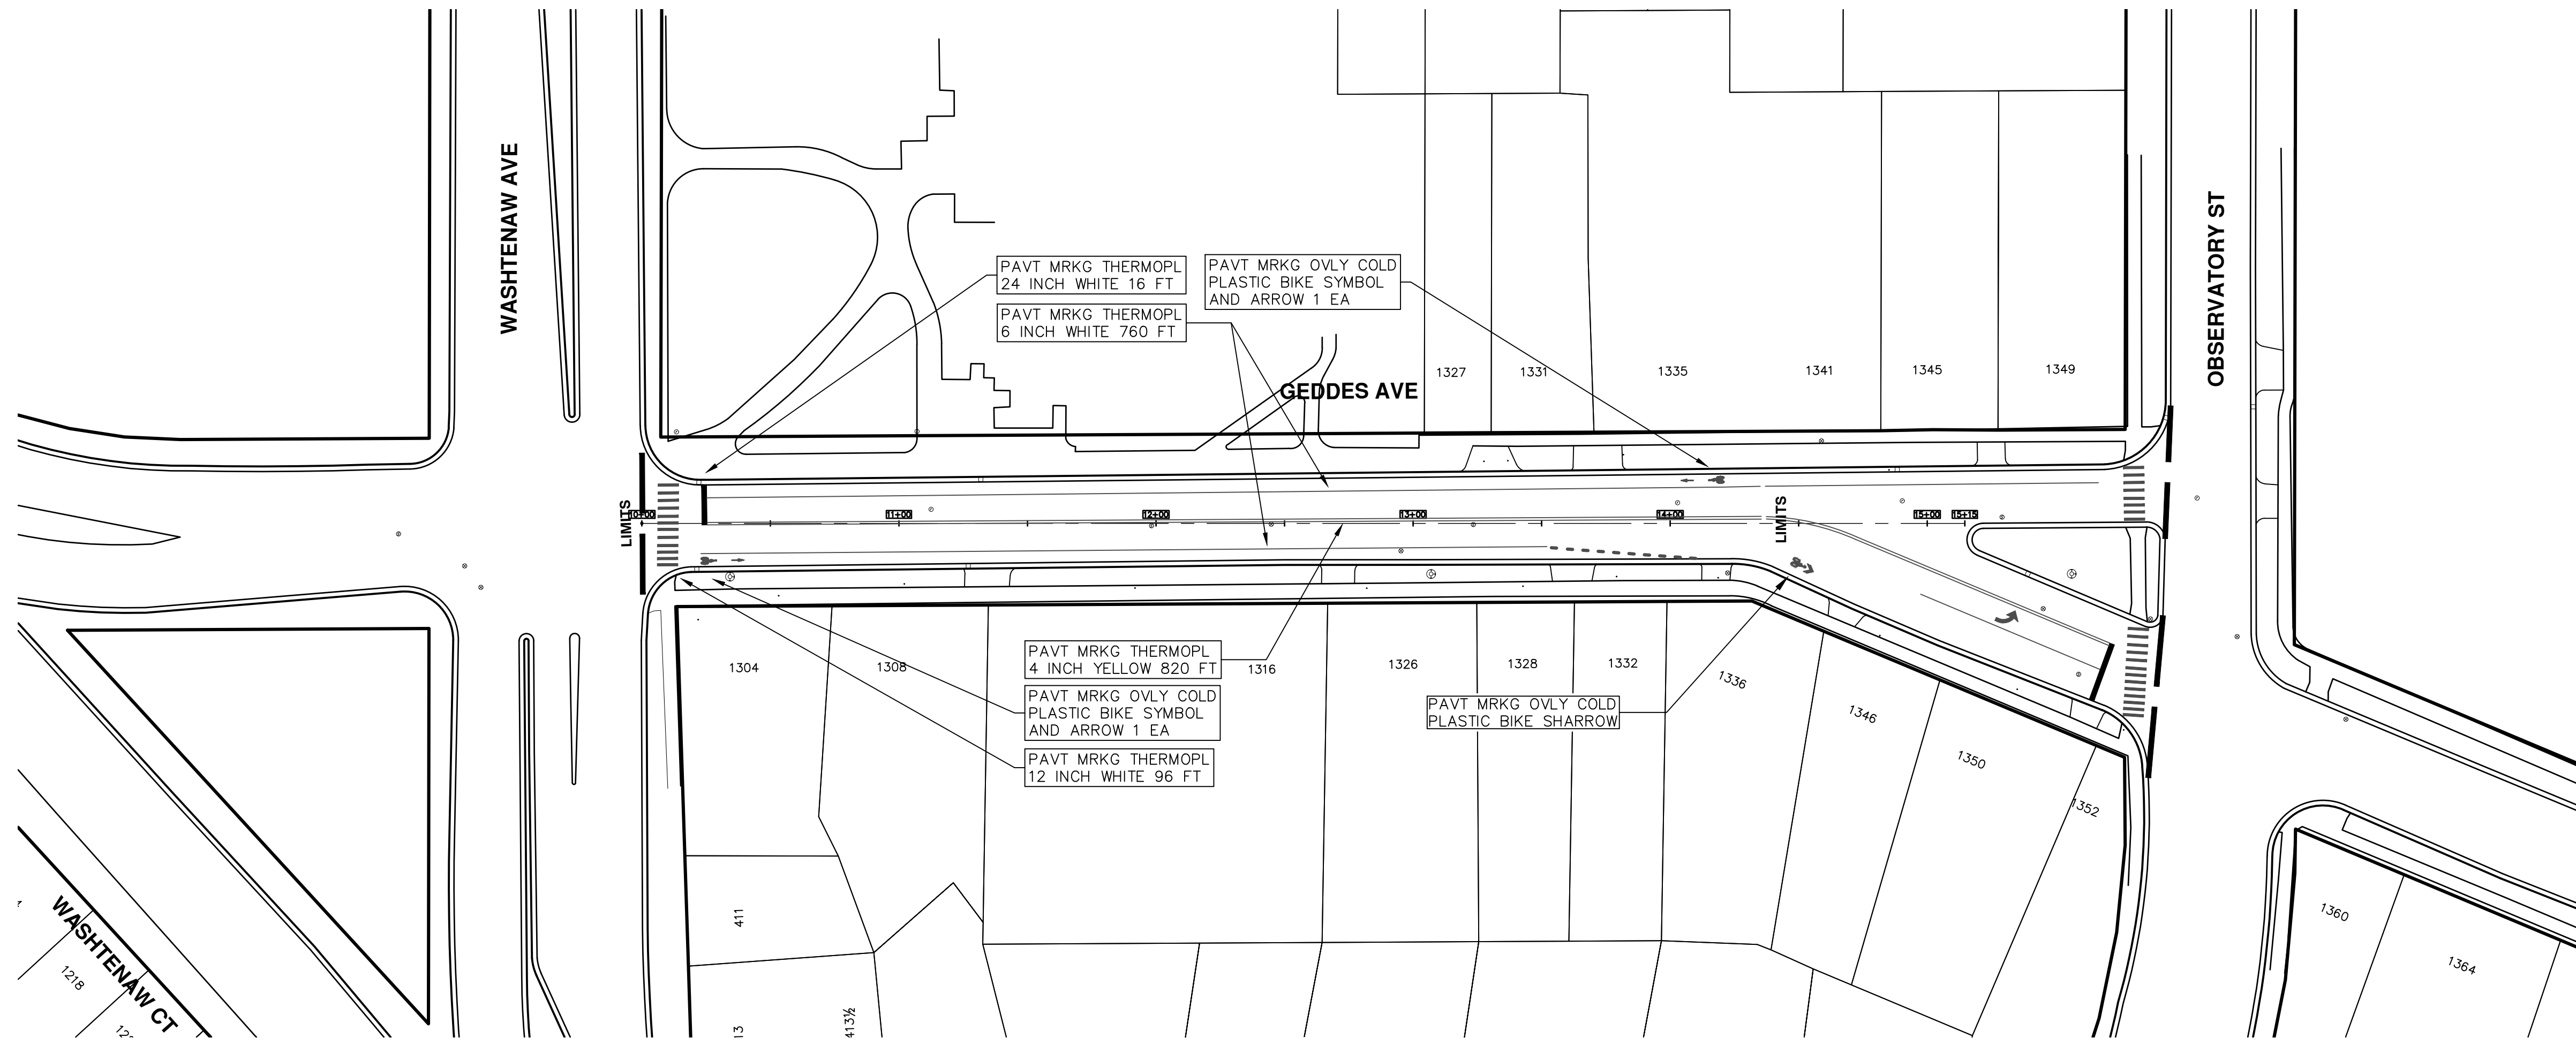 WASHTENAW AVE
OBSERVATORY ST
PAVT MRKG THERMOPL
24 INCH WHITE 16 FT
PAVT MRKG OVLY COLD
PLASTIC BIKE SYMBOL
AND ARROW 1 EA
PAVT MRKG THERMOPL
6 INCH WHITE 760 FT
GEDDES AVE
1327
1331
1335
1341
1345
1349
LIMITS
10+00
11+00
12+00
13+00
14+00
LIMITS
15+00
15+15
1304
1308
PAVT MRKG THERMOPL
4 INCH YELLOW 820 FT
1316
1326
1328
1332
1336
1346
1350
1352
PAVT MRKG OVLY COLD
PLASTIC BIKE SYMBOL
AND ARROW 1 EA
PAVT MRKG OVLY COLD
PLASTIC BIKE SHARROW
PAVT MRKG THERMOPL
12 INCH WHITE 96 FT
411
413½
13
WASHTENAW CT
1218
1360
1364